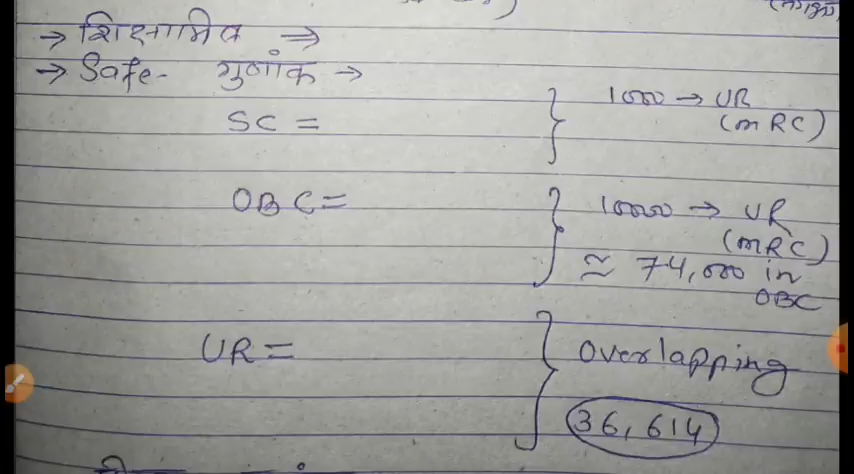 → शिक्षामित्र ⇒
→ Safe- गुणांक →
SC = } 1000 → UR
(MRC)
OBC = } 10000 → UR
(MRC)
≃ 74,000 in
OBC
UR = } overlapping
36,614